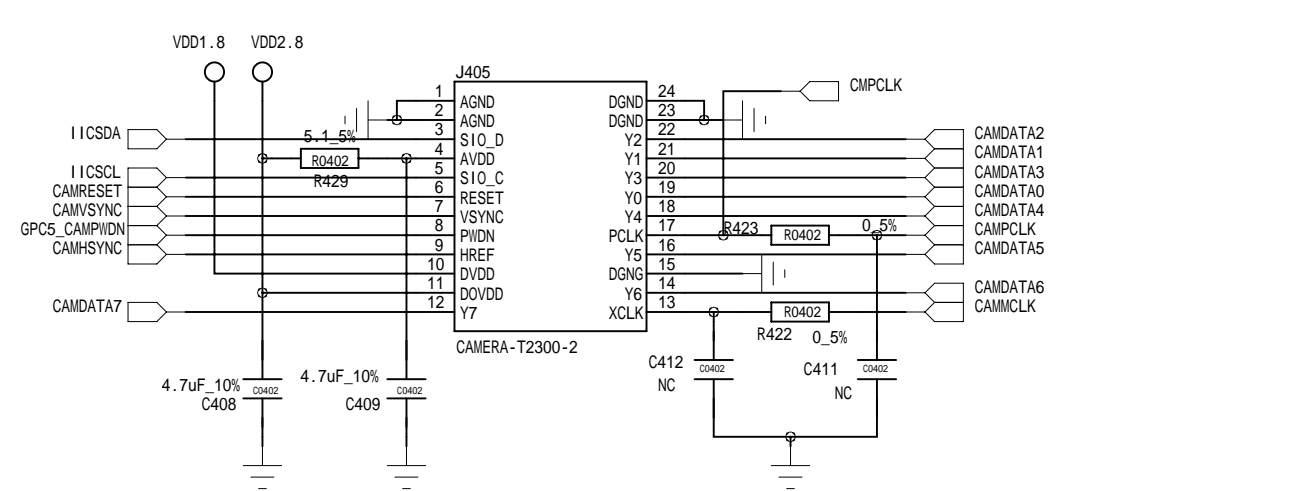 VDD1.8 VDD2.8
J405
CMPCLK
1 AGND DGND 24
2 AGND DGND 23
IICSDA 5.1_5% 3 SIO_D Y2 22 CAMDATA2
R0402 4 AVDD Y1 21 CAMDATA1
IICSCL R429 5 SIO_C Y3 20 CAMDATA3
CAMRESET 6 RESET Y0 19 CAMDATA0
CAMVSYNC 7 VSYNC Y4 18 CAMDATA4
GPC5_CAMPWDN 8 PWDN PCLK 17 R423 R0402 0_5% CAMPCLK
CAMHSYNC 9 HREF Y5 16 CAMDATA5
10 DVDD DGNG 15
11 DOVDD Y6 14 CAMDATA6
CAMDATA7 12 Y7 XCLK 13 R0402 CAMMCLK
R422 0_5%
CAMERA-T2300-2
4.7uF_10% C0402 C408
4.7uF_10% C0402 C409
C412 C0402 NC
C411 C0402 NC